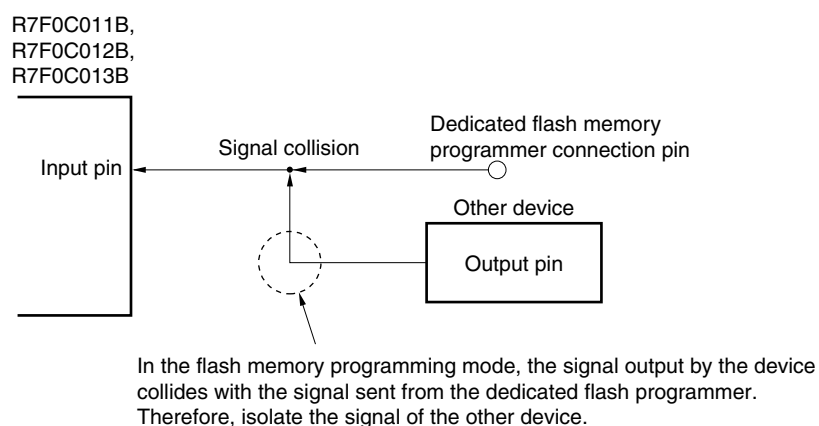 R7F0C011B,
R7F0C012B,
R7F0C013B
Dedicated flash memory
programmer connection pin
Signal collision
Input pin
Other device
Output pin
In the flash memory programming mode, the signal output by the device
collides with the signal sent from the dedicated flash programmer.
Therefore, isolate the signal of the other device.